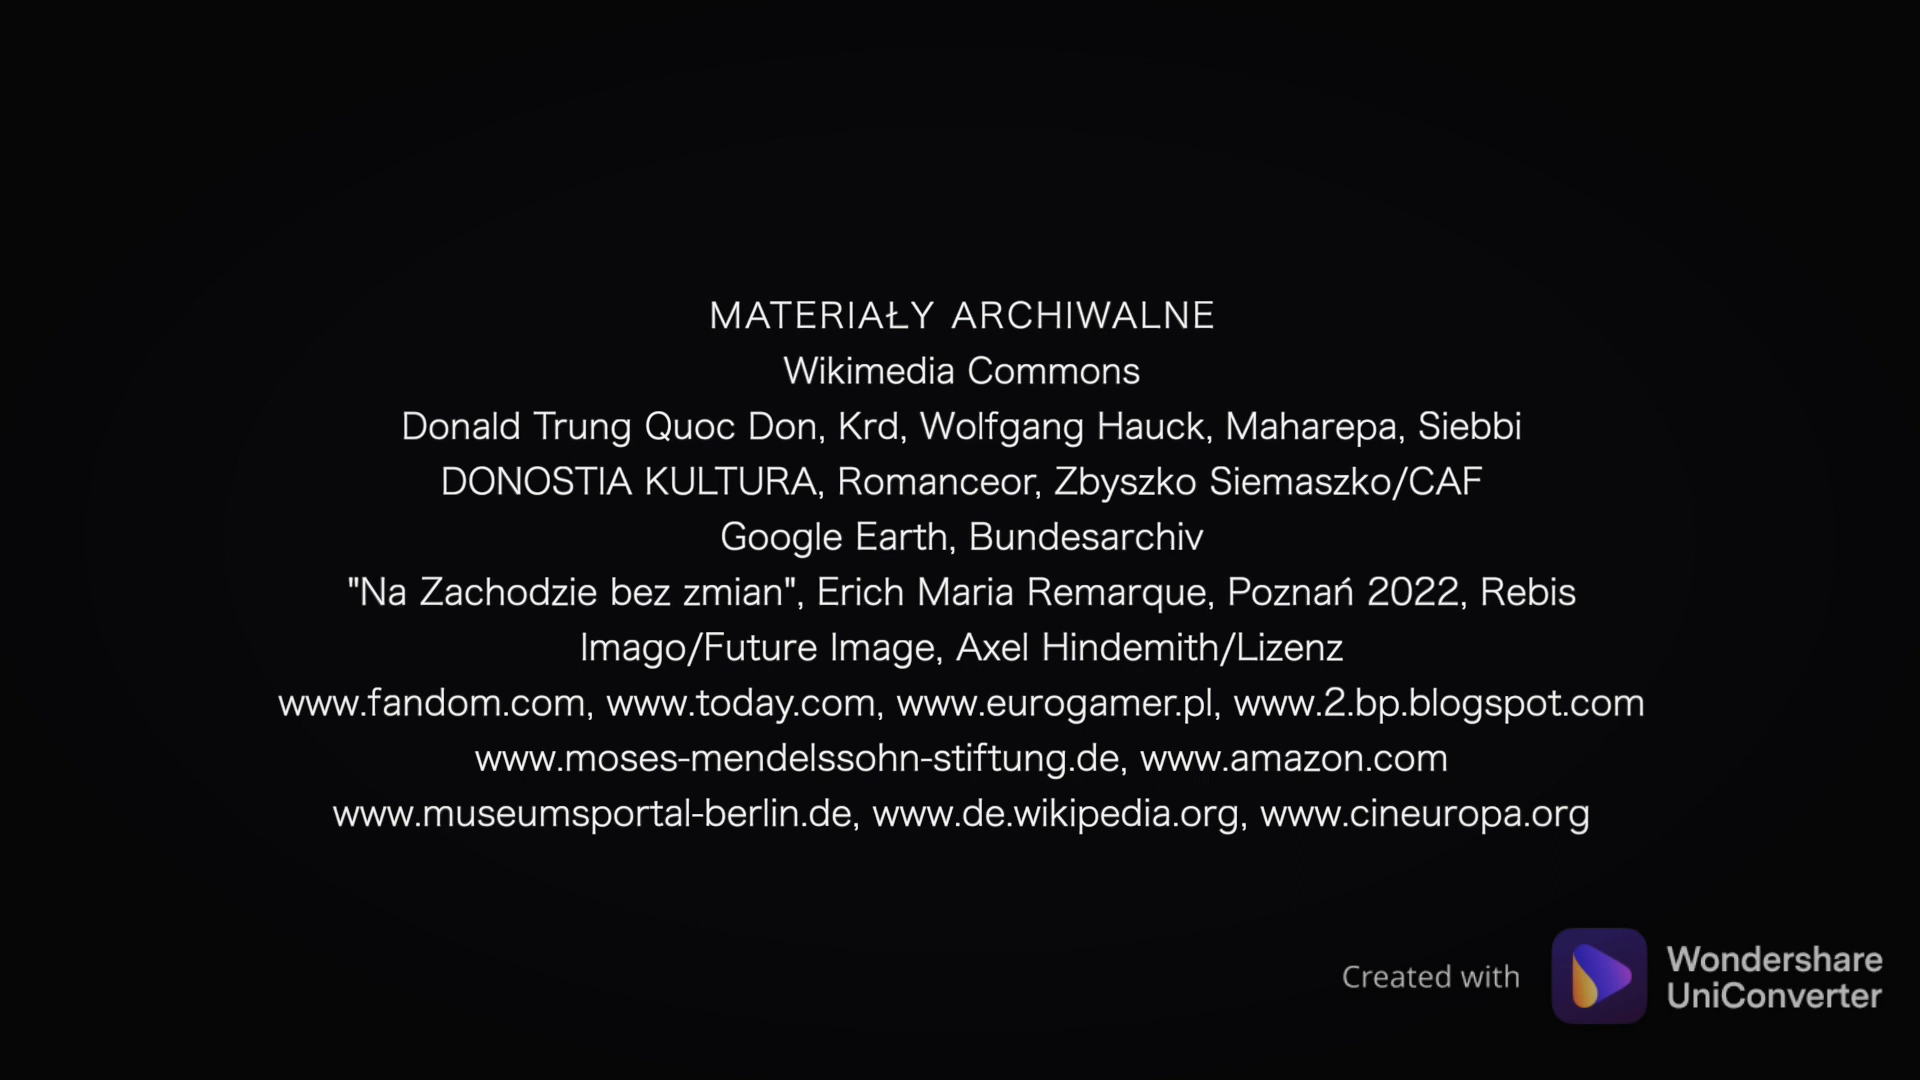 MATERIAŁY ARCHIWALNE
Wikimedia Commons
Donald Trung Quoc Don, Krd, Wolfgang Hauck, Maharepa, Siebbi
DONOSTIA KULTURA, Romanceor, Zbyszko Siemaszko/CAF
Google Earth, Bundesarchiv
"Na Zachodzie bez zmian", Erich Maria Remarque, Poznań 2022, Rebis
Imago/Future Image, Axel Hindemith/Lizenz
www.fandom.com, www.today.com, www.eurogamer.pl, www.2.bp.blogspot.com
www.moses-mendelssohn-stiftung.de, www.amazon.com
www.museumsportal-berlin.de, www.de.wikipedia.org, www.cineuropa.org
Created with
Wondershare
UniConverter